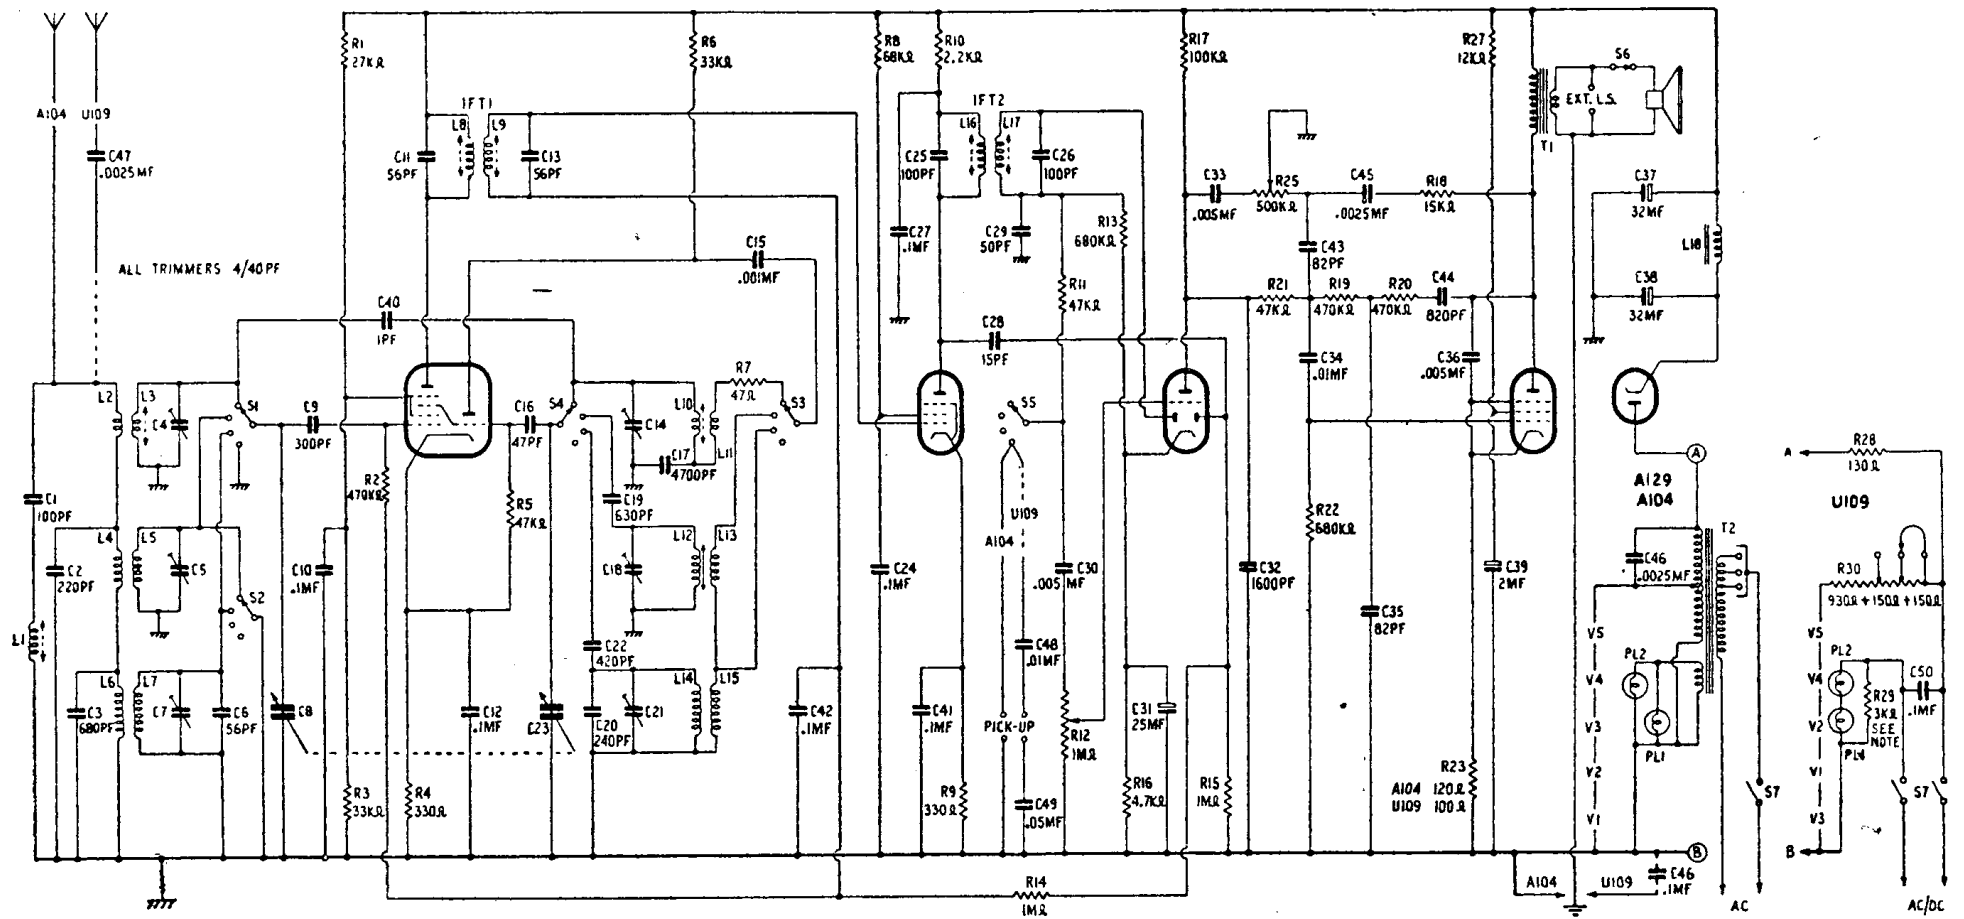 A104
U109
C47
.0025MF
ALL TRIMMERS 4/40PF
R1
27KΩ
R6
33KΩ
R8
68KΩ
R10
2.2KΩ
R17
100KΩ
R27
12KΩ
S6
EXT. L.S.
T1
IFT1
L8
L9
C11
56PF
C13
56PF
IFT2
L16
L17
C25
100PF
C26
100PF
C27
.1MF
C29
50PF
R13
680KΩ
C33
.005MF
R25
500KΩ
C45
.0025MF
R18
15KΩ
C37
32MF
L18
C38
32MF
C15
.001MF
C40
1PF
R11
47KΩ
C43
82PF
R21
47KΩ
R19
470KΩ
R20
470KΩ
C44
820PF
C28
15PF
C34
.01MF
C36
.005MF
L2
L3
C4
S1
C9
300PF
C16
47PF
S4
C14
L10
R7
47Ω
S3
L11
C17
4700PF
S5
C1
100PF
R2
470KΩ
R5
47KΩ
C19
630PF
U109
A104
R22
680KΩ
A
A129
A104
A
R28
130Ω
U109
T2
L4
L5
C2
220PF
C5
S2
C10
.1MF
C18
L12
L13
C24
.1MF
C30
.005MF
C32
1600PF
C35
82PF
C39
2MF
C46
.0025MF
R30
930Ω+150Ω+150Ω
L1
C22
420PF
C48
.01MF
V5
V4
V3
V2
V1
PL2
PL1
V5
V4
V2
V1
V3
PL2
PL4
R29
3KΩ
SEE
NOTE
C50
.1MF
L6
L7
C3
680PF
C7
C6
56PF
C8
C12
.1MF
C23
C20
240PF
C21
L14
L15
C42
.1MF
C41
.1MF
PICK-UP
R12
1MΩ
C31
25MF
R3
33KΩ
R4
330Ω
R9
330Ω
C49
.05MF
R16
4.7KΩ
R15
1MΩ
R23
A104 120Ω
U109 100Ω
S7
S7
B
B
R14
1MΩ
A104
U109
C46
.1MF
AC
AC/DC